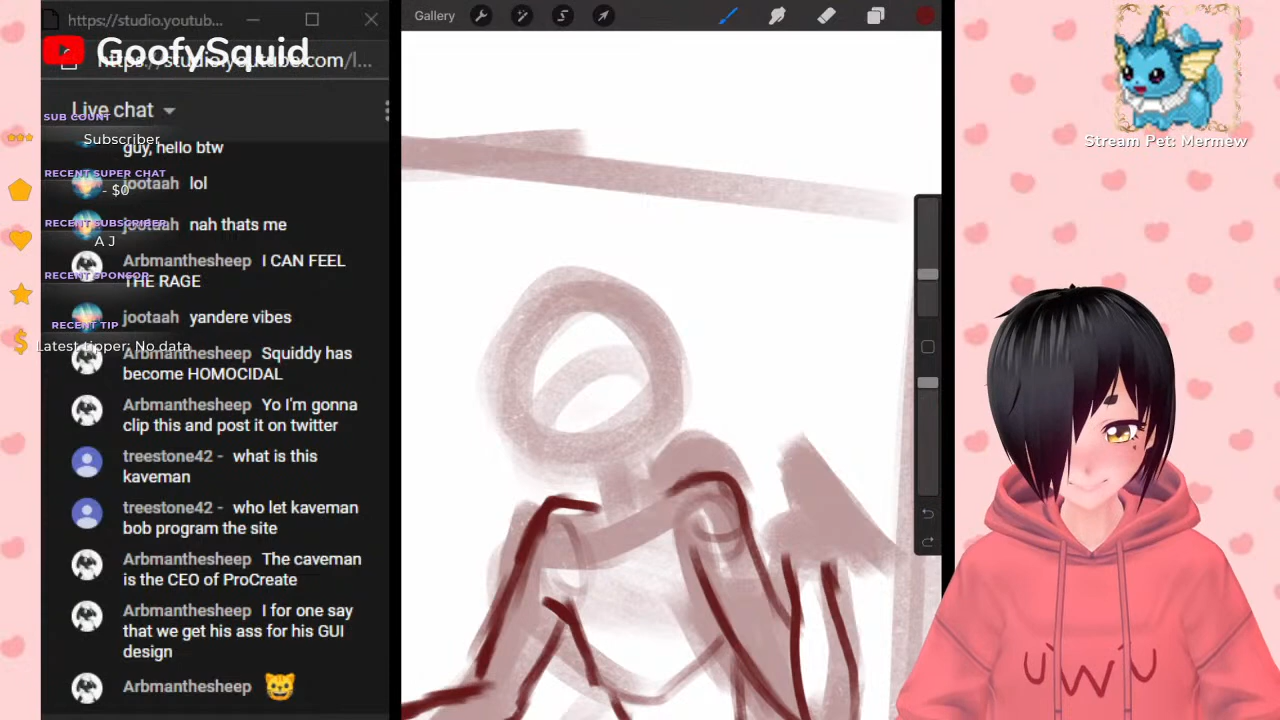 https://studio.youtub...
GoofySquid
https://studio.youtube.com/l...
Live chat
SUB COUNT
Subscriber
guy, hello btw
RECENT SUPER CHAT
- $0
jootaah lol
RECENT SUBSCRIBER
A J
jootaah nah thats me
Arbmanthesheep I CAN FEEL
THE RAGE
RECENT SPONSOR
jootaah yandere vibes
RECENT TIP
Latest tipper: No data
Arbmanthesheep Squiddy has
become HOMOCIDAL
Arbmanthesheep Yo I'm gonna
clip this and post it on twitter
treestone42 - what is this
kaveman
treestone42 - who let kaveman
bob program the site
Arbmanthesheep The caveman
is the CEO of ProCreate
Arbmanthesheep I for one say
that we get his ass for his GUI
design
Arbmanthesheep 😺
Gallery
Stream Pet: Mermew
UWU